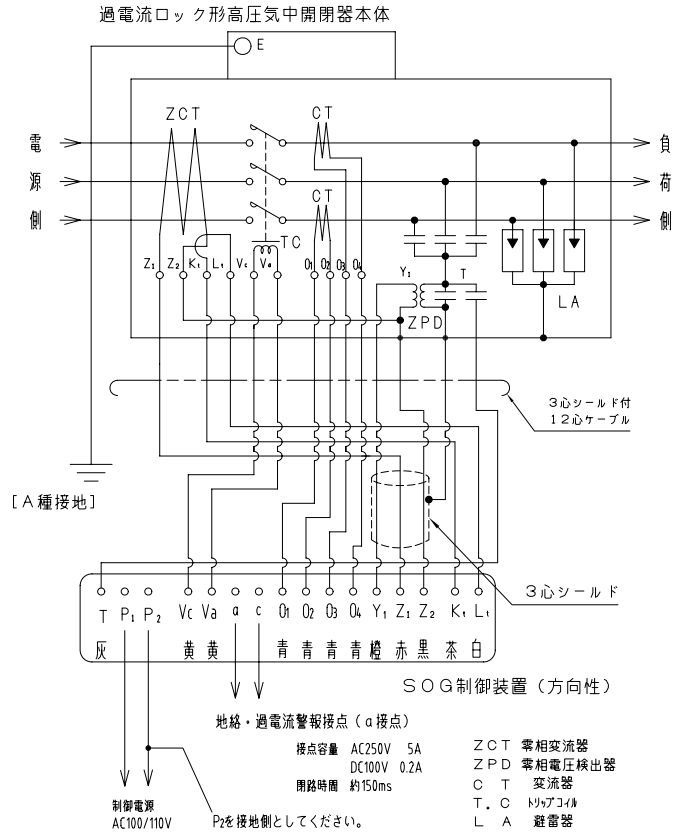 過電流ロック形高圧気中開閉器本体
E
ZCT
CT
電源側
負荷側
CT
TC
Z₁ Z₂ Kt Lt Vc Va O₁ O₂ O₃ O₄
Y₁ T
ZPD
LA
3心シールド付
12心ケーブル
[A種接地]
3心シールド
T P₁ P₂ Vc Va a c O₁ O₂ O₃ O₄ Y₁ Z₁ Z₂ Kt Lt
灰 黄 黄 青 青 青 青 橙 赤 黒 茶 白
SOG制御装置（方向性）
地絡・過電流警報接点（a接点）
接点容量 AC250V 5A
DC100V 0.2A
閉路時間 約150ms
制御電源
AC100/110V
P₂を接地側としてください。
ZCT 零相変流器
ZPD 零相電圧検出器
CT 変流器
T.C トリップコイル
LA 避雷器